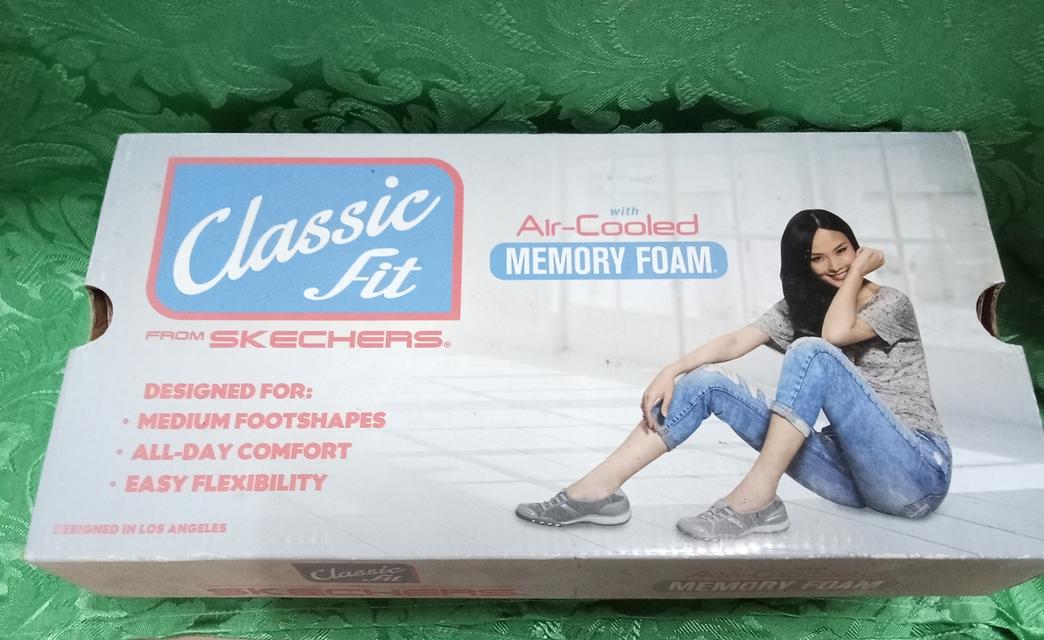 Classic
Fit
FROM SKECHERS®
with
Air-Cooled
MEMORY FOAM
DESIGNED FOR:
• MEDIUM FOOTSHAPES
• ALL-DAY COMFORT
• EASY FLEXIBILITY
DESIGNED IN LOS ANGELES
Classic
Fit
SKECHERS
MEMORY FOAM